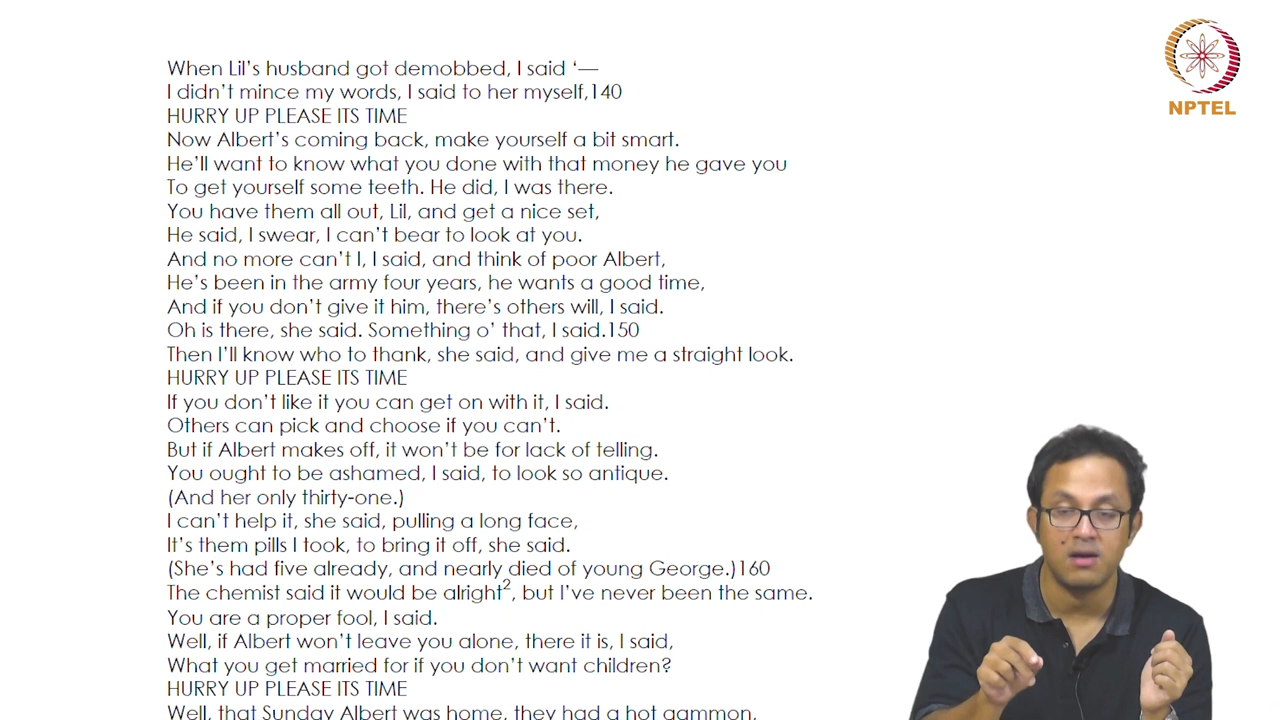 When Lil's husband got demobbed, I said ‘—
I didn't mince my words, I said to her myself,140
HURRY UP PLEASE ITS TIME
Now Albert's coming back, make yourself a bit smart.
He'll want to know what you done with that money he gave you
To get yourself some teeth. He did, I was there.
You have them all out, Lil, and get a nice set,
He said, I swear, I can't bear to look at you.
And no more can't I, I said, and think of poor Albert,
He's been in the army four years, he wants a good time,
And if you don't give it him, there's others will, I said.
Oh is there, she said. Something o' that, I said.150
Then I'll know who to thank, she said, and give me a straight look.
HURRY UP PLEASE ITS TIME
If you don't like it you can get on with it, I said.
Others can pick and choose if you can't.
But if Albert makes off, it won't be for lack of telling.
You ought to be ashamed, I said, to look so antique.
(And her only thirty-one.)
I can't help it, she said, pulling a long face,
It's them pills I took, to bring it off, she said.
(She's had five already, and nearly died of young George.)160
The chemist said it would be alright², but I've never been the same.
You are a proper fool, I said.
Well, if Albert won't leave you alone, there it is, I said,
What you get married for if you don't want children?
HURRY UP PLEASE ITS TIME
Well, that Sunday Albert was home, they had a hot gammon,
NPTEL